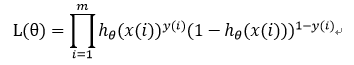 L(θ) = ∏_{i=1}^{m} h_θ(x(i))^{y(i)}(1 − h_θ(x(i)))^{1−y(i)}